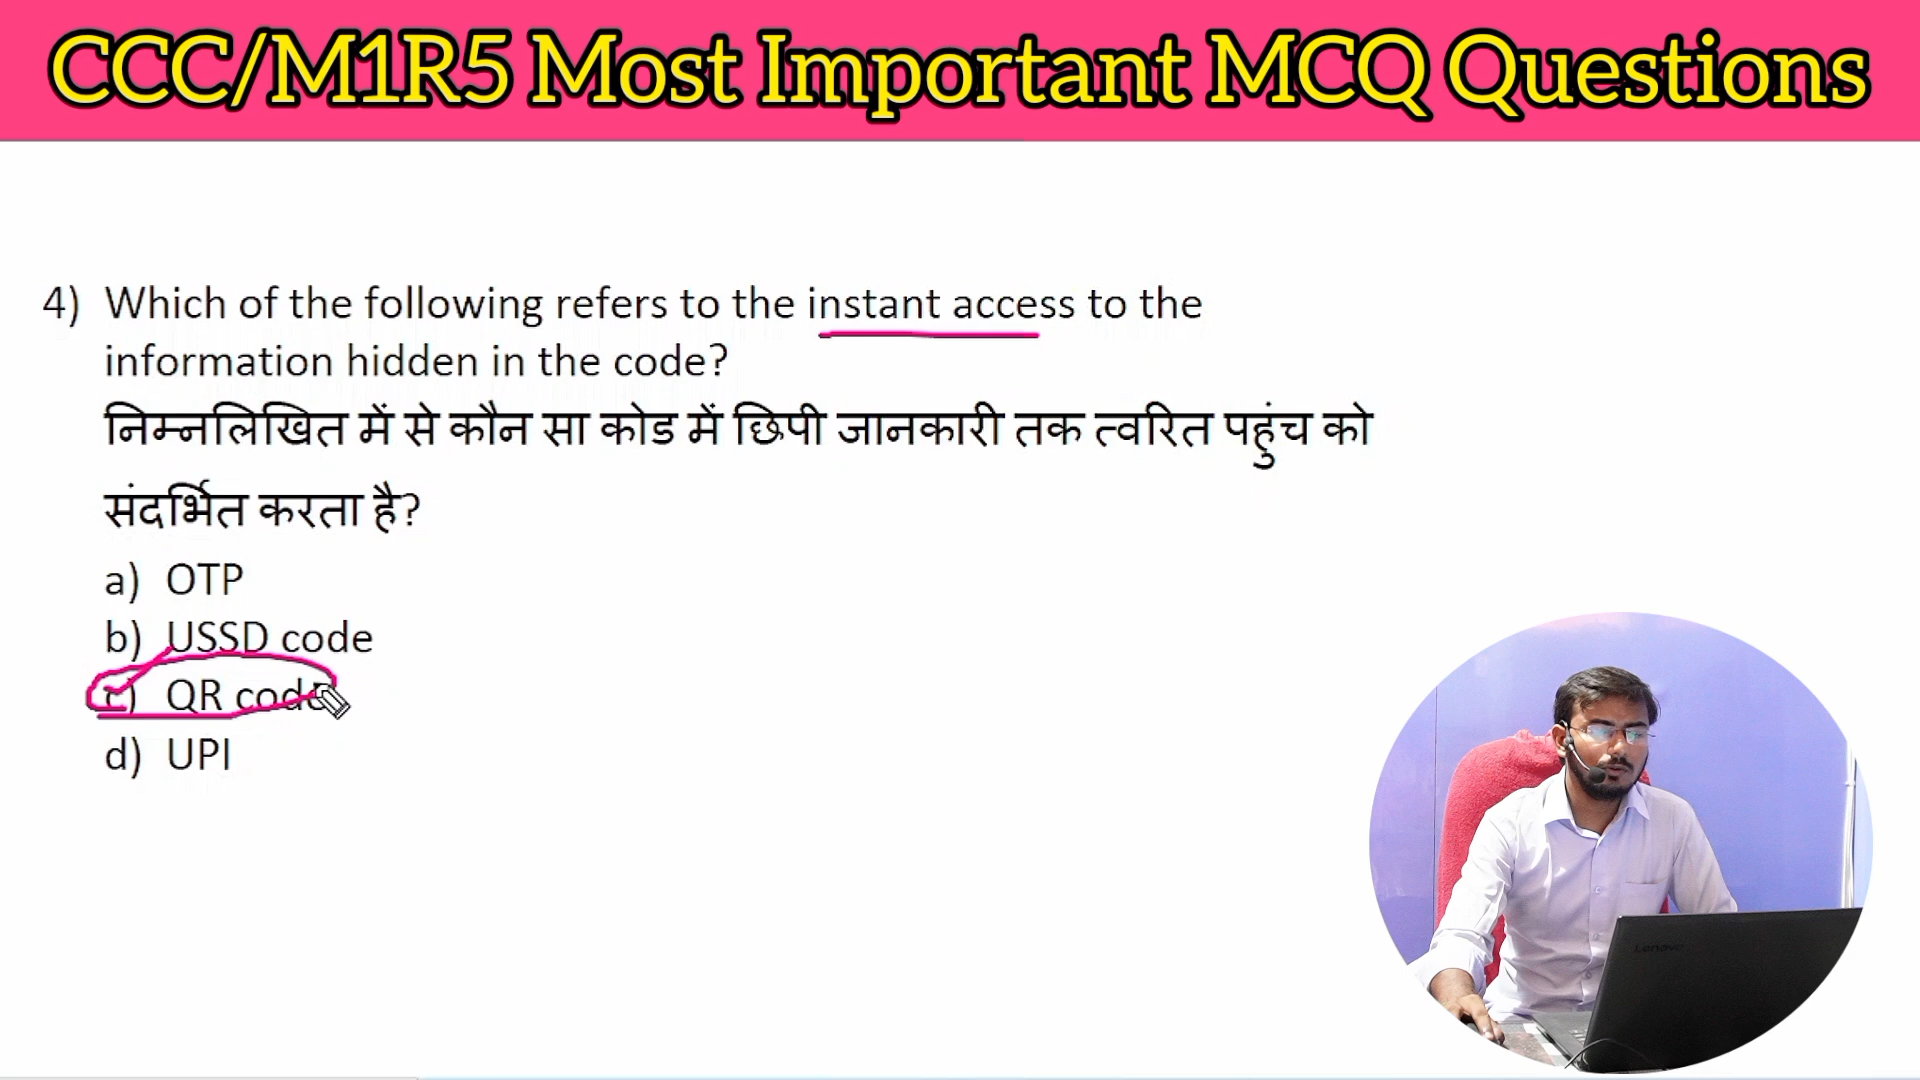 CCC/M1R5 Most Important MCQ Questions
4) Which of the following refers to the instant access to the
information hidden in the code?
निम्नलिखित में से कौन सा कोड में छिपी जानकारी तक त्वरित पहुंच को
संदर्भित करता है?
a) OTP
b) USSD code
c) QR code
d) UPI
Lenovo